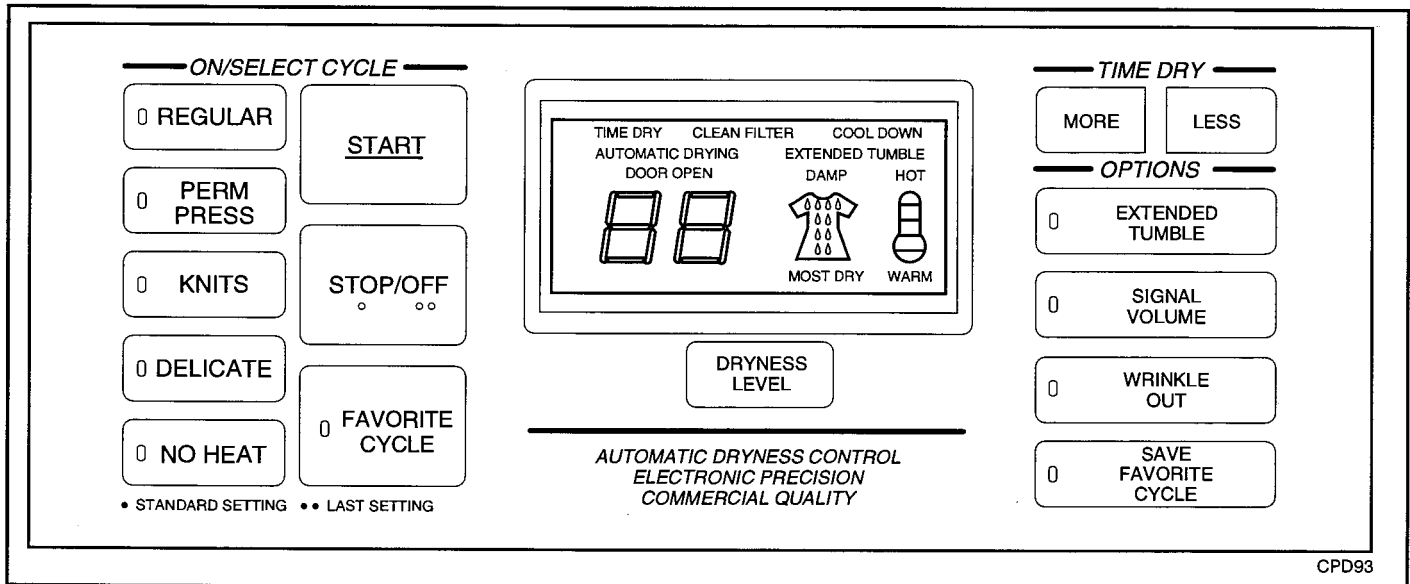 ON/SELECT CYCLE
REGULAR
PERM
PRESS
KNITS
DELICATE
NO HEAT
START
STOP/OFF
FAVORITE
CYCLE
• STANDARD SETTING •• LAST SETTING
TIME DRY CLEAN FILTER COOL DOWN
AUTOMATIC DRYING EXTENDED TUMBLE
DOOR OPEN DAMP HOT
88
MOST DRY WARM
DRYNESS
LEVEL
AUTOMATIC DRYNESS CONTROL
ELECTRONIC PRECISION
COMMERCIAL QUALITY
TIME DRY
MORE LESS
OPTIONS
EXTENDED
TUMBLE
SIGNAL
VOLUME
WRINKLE
OUT
SAVE
FAVORITE
CYCLE
CPD93